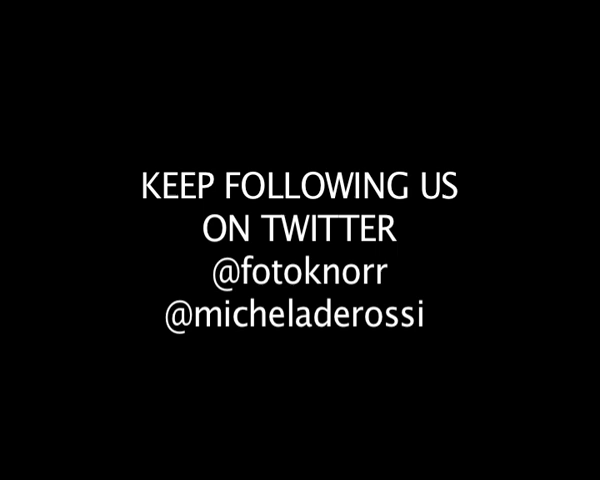 KEEP FOLLOWING US
ON TWITTER
@fotoknorr
@micheladerossi